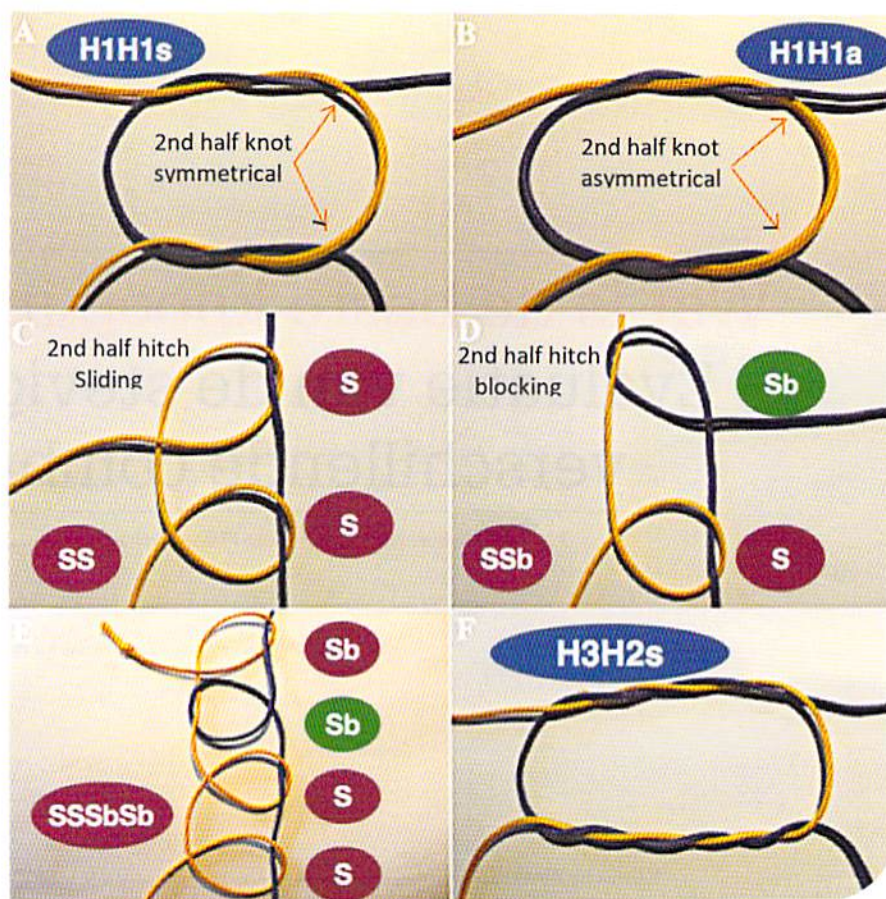 A
H1H1s
2nd half knot
symmetrical
B
H1H1a
2nd half knot
asymmetrical
C
2nd half hitch
Sliding
S
S
SS
D
2nd half hitch
blocking
Sb
S
SSb
E
Sb
Sb
S
S
SSSbSb
F
H3H2s